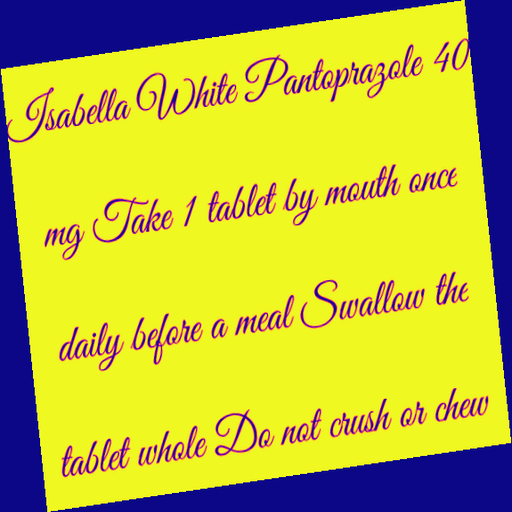 Isabella White Pantoprazole 40
mg Take 1 tablet by mouth once
daily before a meal Swallow the
tablet whole Do not crush or chew